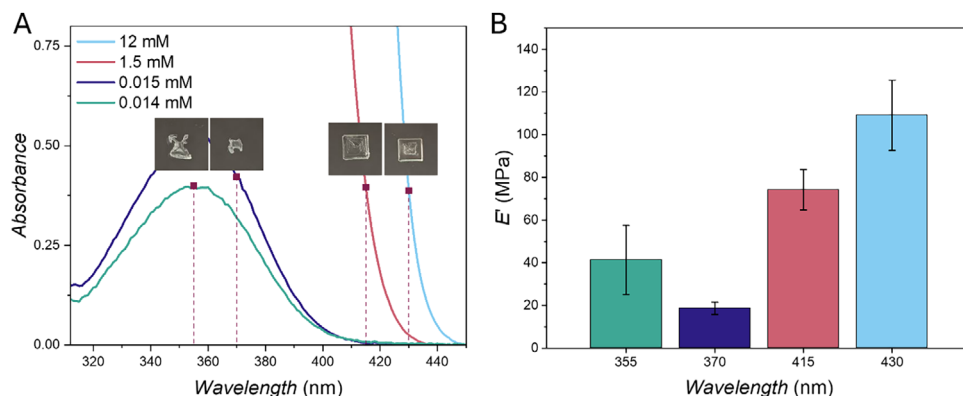 A
12 mM
1.5 mM
0.015 mM
0.014 mM
Absorbance
0.75
0.50
0.25
0.00
320 340 360 380 400 420 440
Wavelength (nm)
B
E' (MPa)
140
120
100
80
60
40
20
0
355 370 415 430
Wavelength (nm)